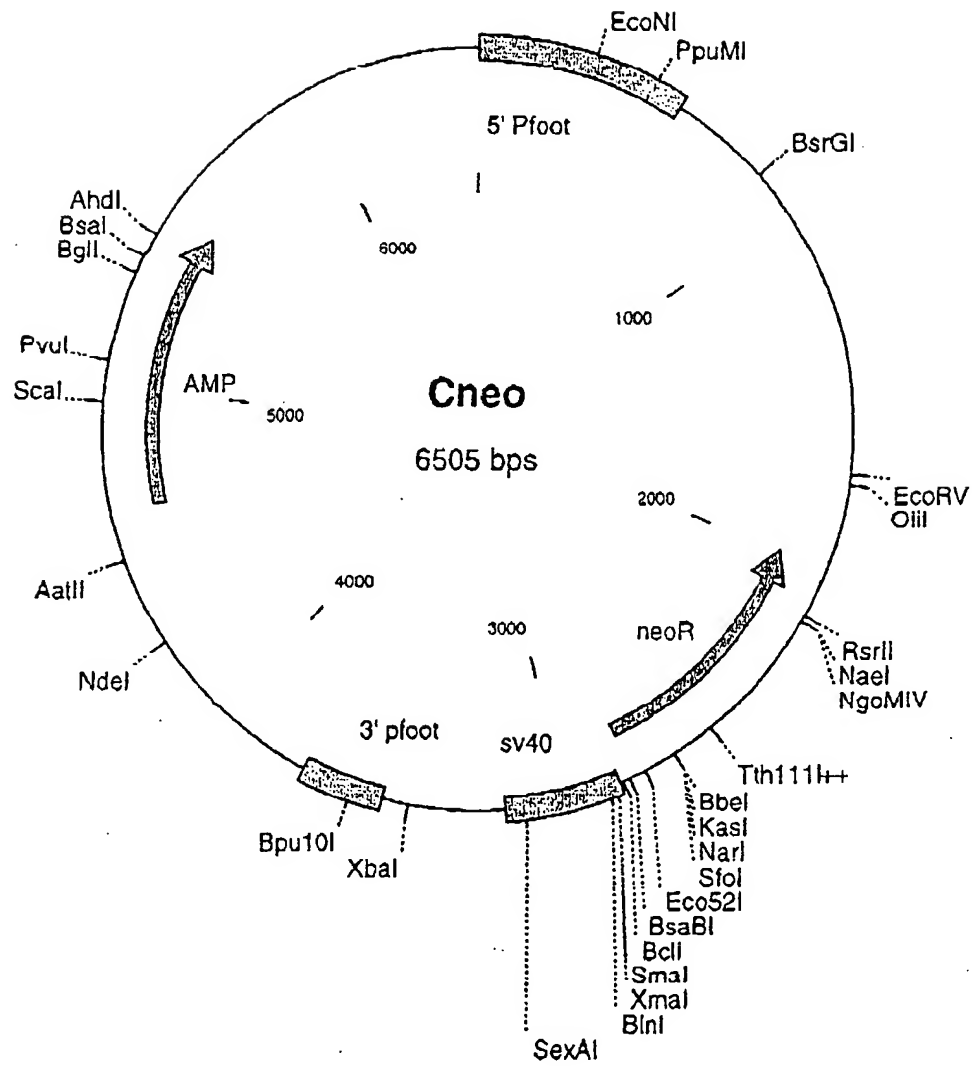 EcoNI
PpuMI
5' Pfoot
BsrGI
AhdI
BsaI
BglI
6000
1000
PvuI
ScaI
AMP
5000
Cneo
6505 bps
2000
EcoRV
OliI
AatII
4000
3000
neoR
RsrII
NaeI
NgoMIV
NdeI
3' pfoot
sv40
Tth111I++
BbeI
KasI
NarI
SfoI
Bpu10I
XbaI
Eco52I
BsaBI
BclI
SmaI
XmaI
BlnI
SexAI